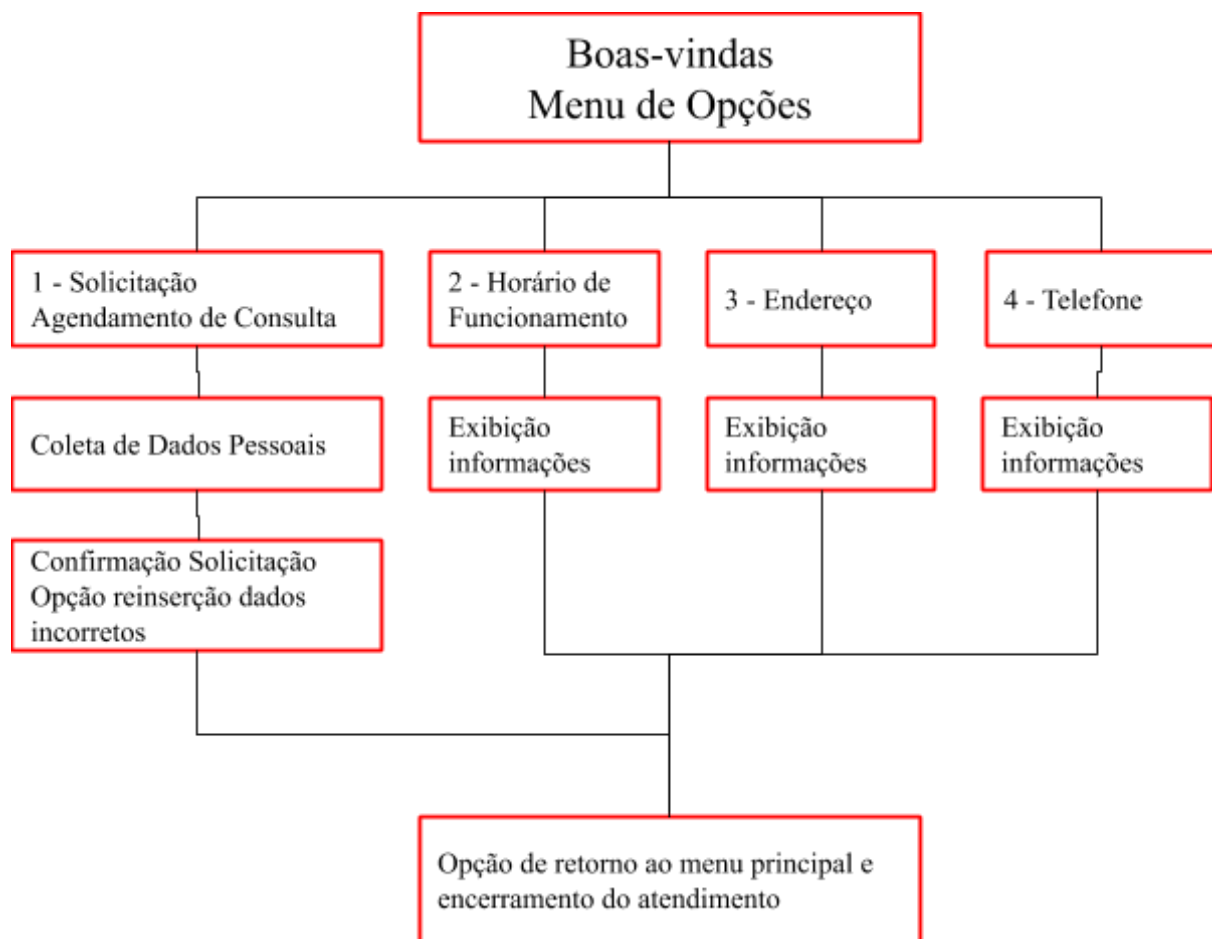 Boas-vindas
Menu de Opções
1 - Solicitação
Agendamento de Consulta
2 - Horário de
Funcionamento
3 - Endereço
4 - Telefone
Coleta de Dados Pessoais
Exibição
informações
Exibição
informações
Exibição
informações
Confirmação Solicitação
Opção reinserção dados
incorretos
Opção de retorno ao menu principal e
encerramento do atendimento